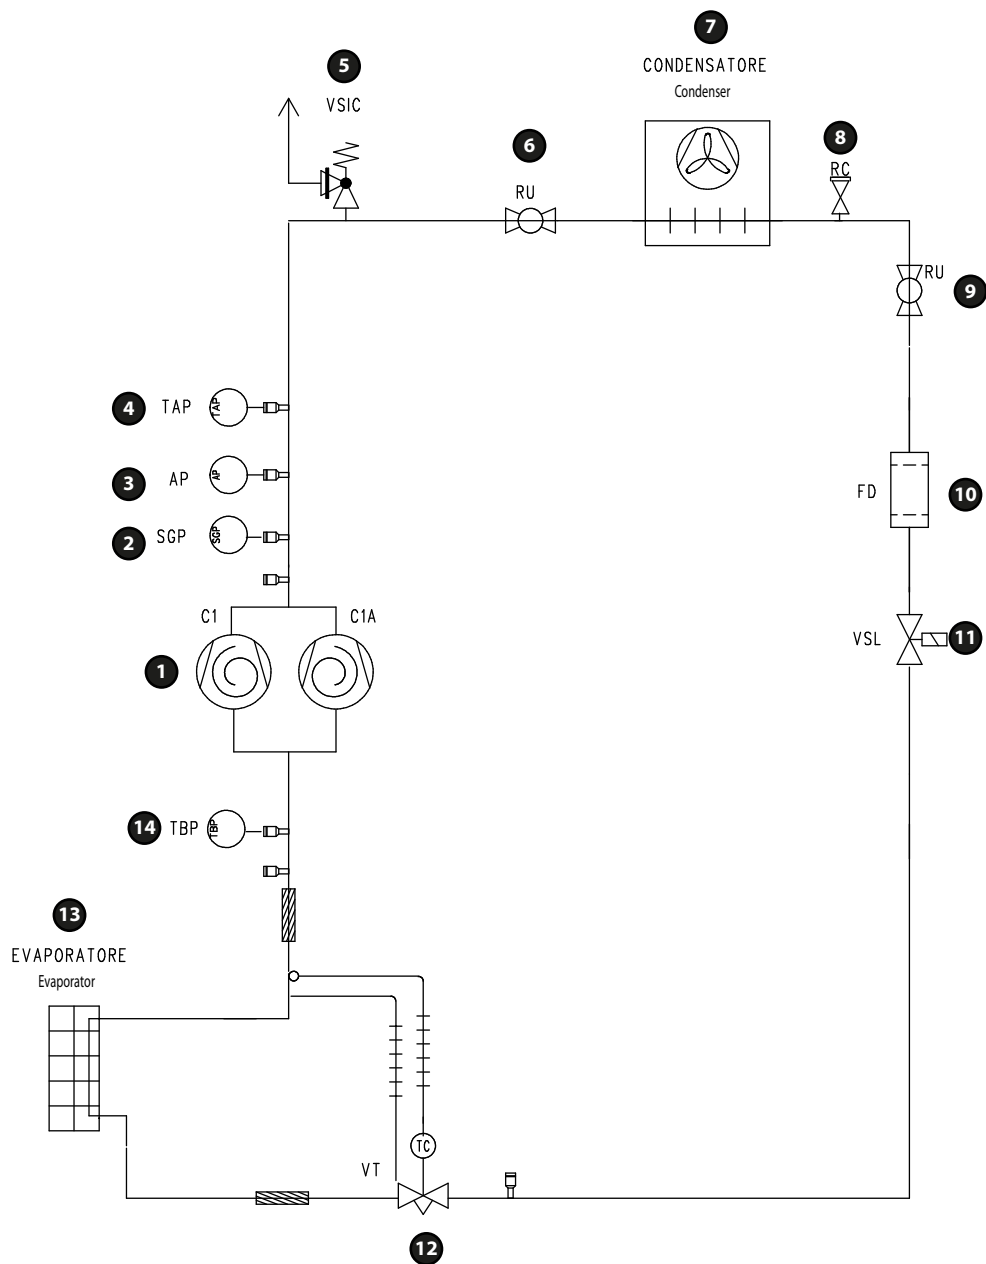 7
CONDENSATORE
Condenser
5
VSIC
6
RU
8
RC
RU
9
4 TAP TAP
3 AP AP
2 SGP SGP
FD 10
C1 C1A
1
VSL 11
14 TBP TBP
13
EVAPORATORE
Evaporator
TC
VT
12